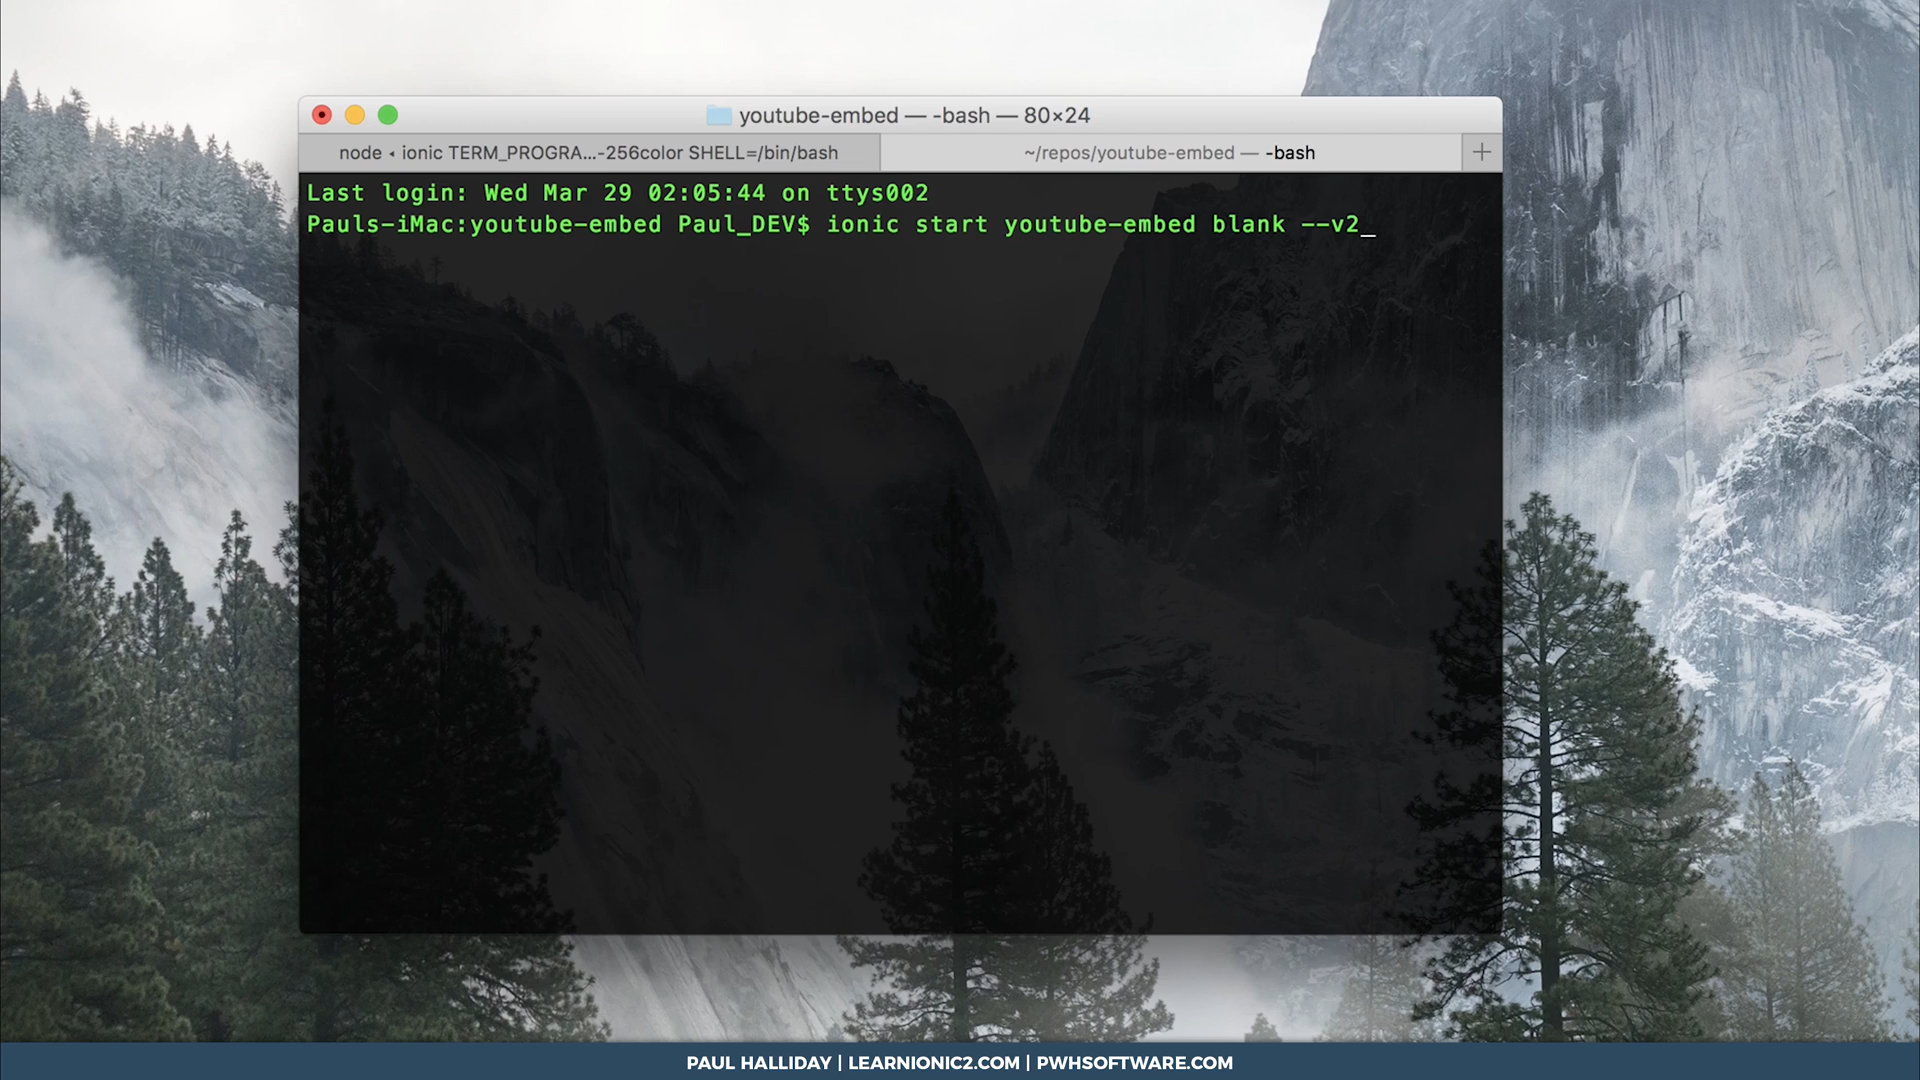 youtube-embed — -bash — 80×24
node ◂ ionic TERM_PROGRA...-256color SHELL=/bin/bash
~/repos/youtube-embed — -bash
Last login: Wed Mar 29 02:05:44 on ttys002
Pauls-iMac:youtube-embed Paul_DEV$ ionic start youtube-embed blank --v2_
PAUL HALLIDAY | LEARNIONIC2.COM | PWHSOFTWARE.COM